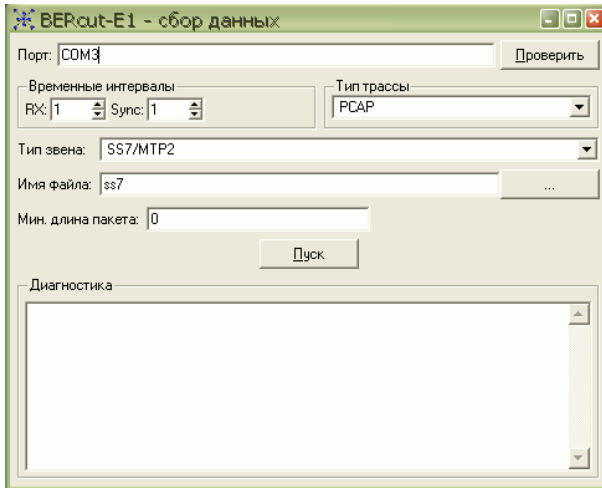 BERcut-E1 - сбор данных
Порт: COM3 Проверить
Временные интервалы Тип трассы
RX: 1 Sync: 1 PCAP
Тип звена: SS7/MTP2
Имя файла: ss7 ...
Мин. длина пакета: 0
Пуск
Диагностика